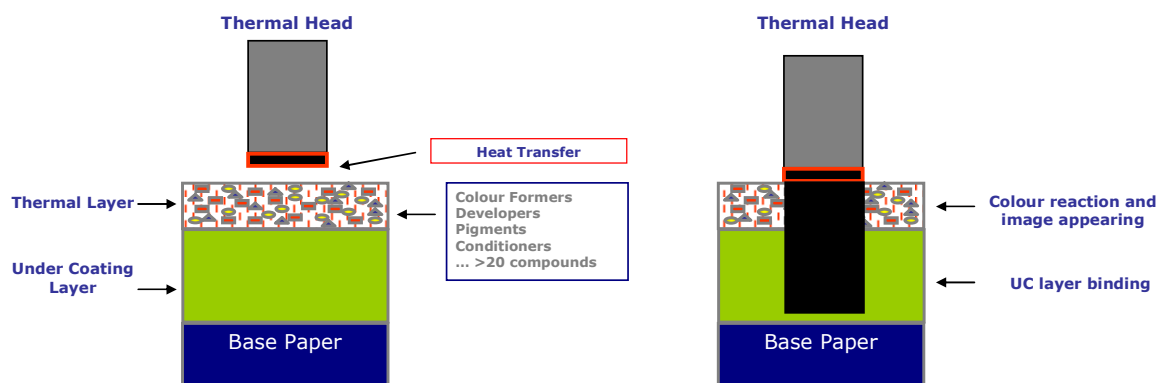 Thermal Head
Heat Transfer
Thermal Layer
Colour Formers
Developers
Pigments
Conditioners
... >20 compounds
Under Coating
Layer
Base Paper
Thermal Head
Colour reaction and
image appearing
UC layer binding
Base Paper